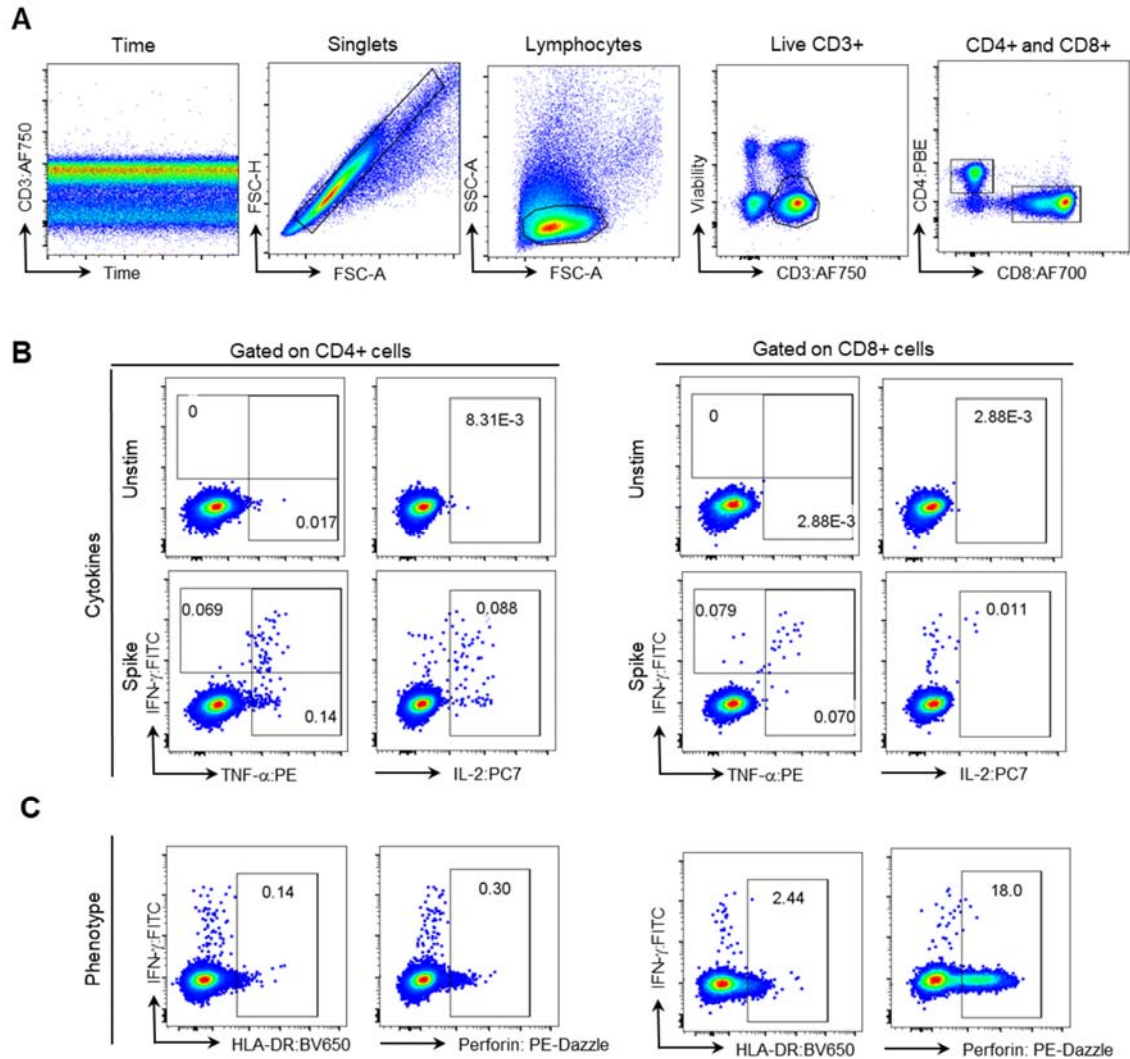 A
Time
Singlets
Lymphocytes
Live CD3+
CD4+ and CD8+
CD3:AF750
Time
FSC-H
FSC-A
SSC-A
FSC-A
Viability
CD3:AF750
CD4:PBE
CD8:AF700
B
Gated on CD4+ cells
Gated on CD8+ cells
Cytokines
Unstim
0
0.017
8.31E-3
0
2.88E-3
2.88E-3
Spike
IFN-γ:FITC
0.069
0.14
0.088
IFN-γ:FITC
0.079
0.070
0.011
TNF-α:PE
IL-2:PC7
TNF-α:PE
IL-2:PC7
C
Phenotype
IFN-γ:FITC
0.14
0.30
IFN-γ:FITC
2.44
18.0
HLA-DR:BV650
Perforin: PE-Dazzle
HLA-DR:BV650
Perforin: PE-Dazzle